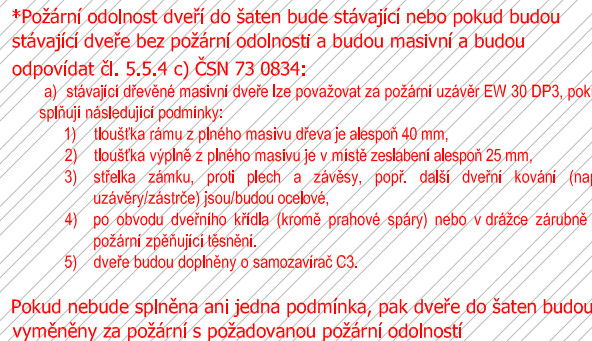 *Požární odolnost dveří do šaten bude stávající nebo pokud budou
stávající dveře bez požární odolnosti a budou masivní a budou
odpovídat čl. 5.5.4 c) ČSN 73 0834:
a) stávající dřevěné masivní dveře lze považovat za požární uzávěr EW 30 DP3,
splňují následující podmínky:
1) tloušťka rámu z plného masivu dřeva je alespoň 40 mm,
2) tloušťka výplně z plného masivu je v místě zeslabení alespoň 25 mm,
3) střelka zámku, proti plech a závěsy, popř. další dveřní kování
uzávěry/zástrče) jsou/budou ocelové,
4) po obvodu dveřního křídla (kromě prahové spáry) nebo v drážce zárubně
požární zpěňující těsnění.
5) dveře budou doplněny o samozavírač C3.
Pokud nebude splněna ani jedna podmínka, pak dveře do šaten budou
vyměněny za požární s požadovanou požární odolností